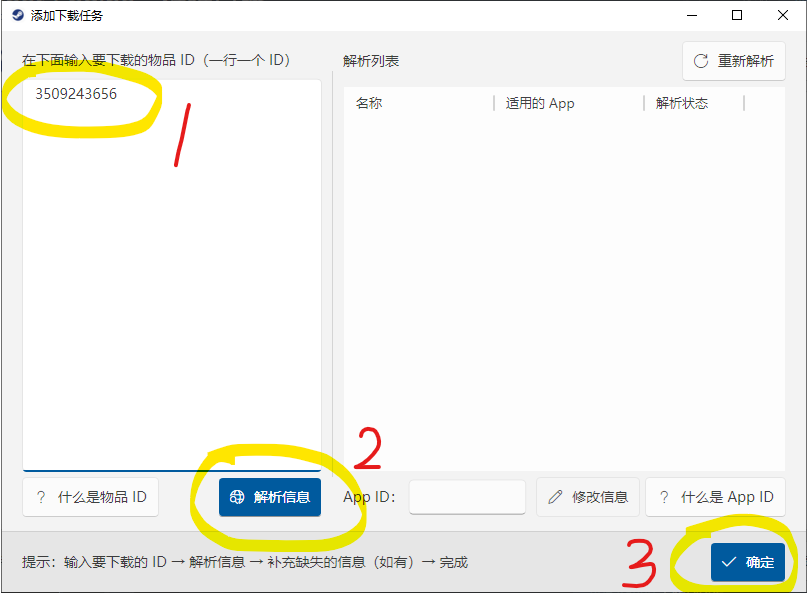 添加下载任务
在下面输入要下载的物品 ID（一行一个 ID）
解析列表
重新解析
3509243656
名称
适用的 App
解析状态
1
2
? 什么是物品 ID
解析信息
App ID：
修改信息
? 什么是 App ID
提示：输入要下载的 ID → 解析信息 → 补充缺失的信息（如有）→ 完成
3
确定